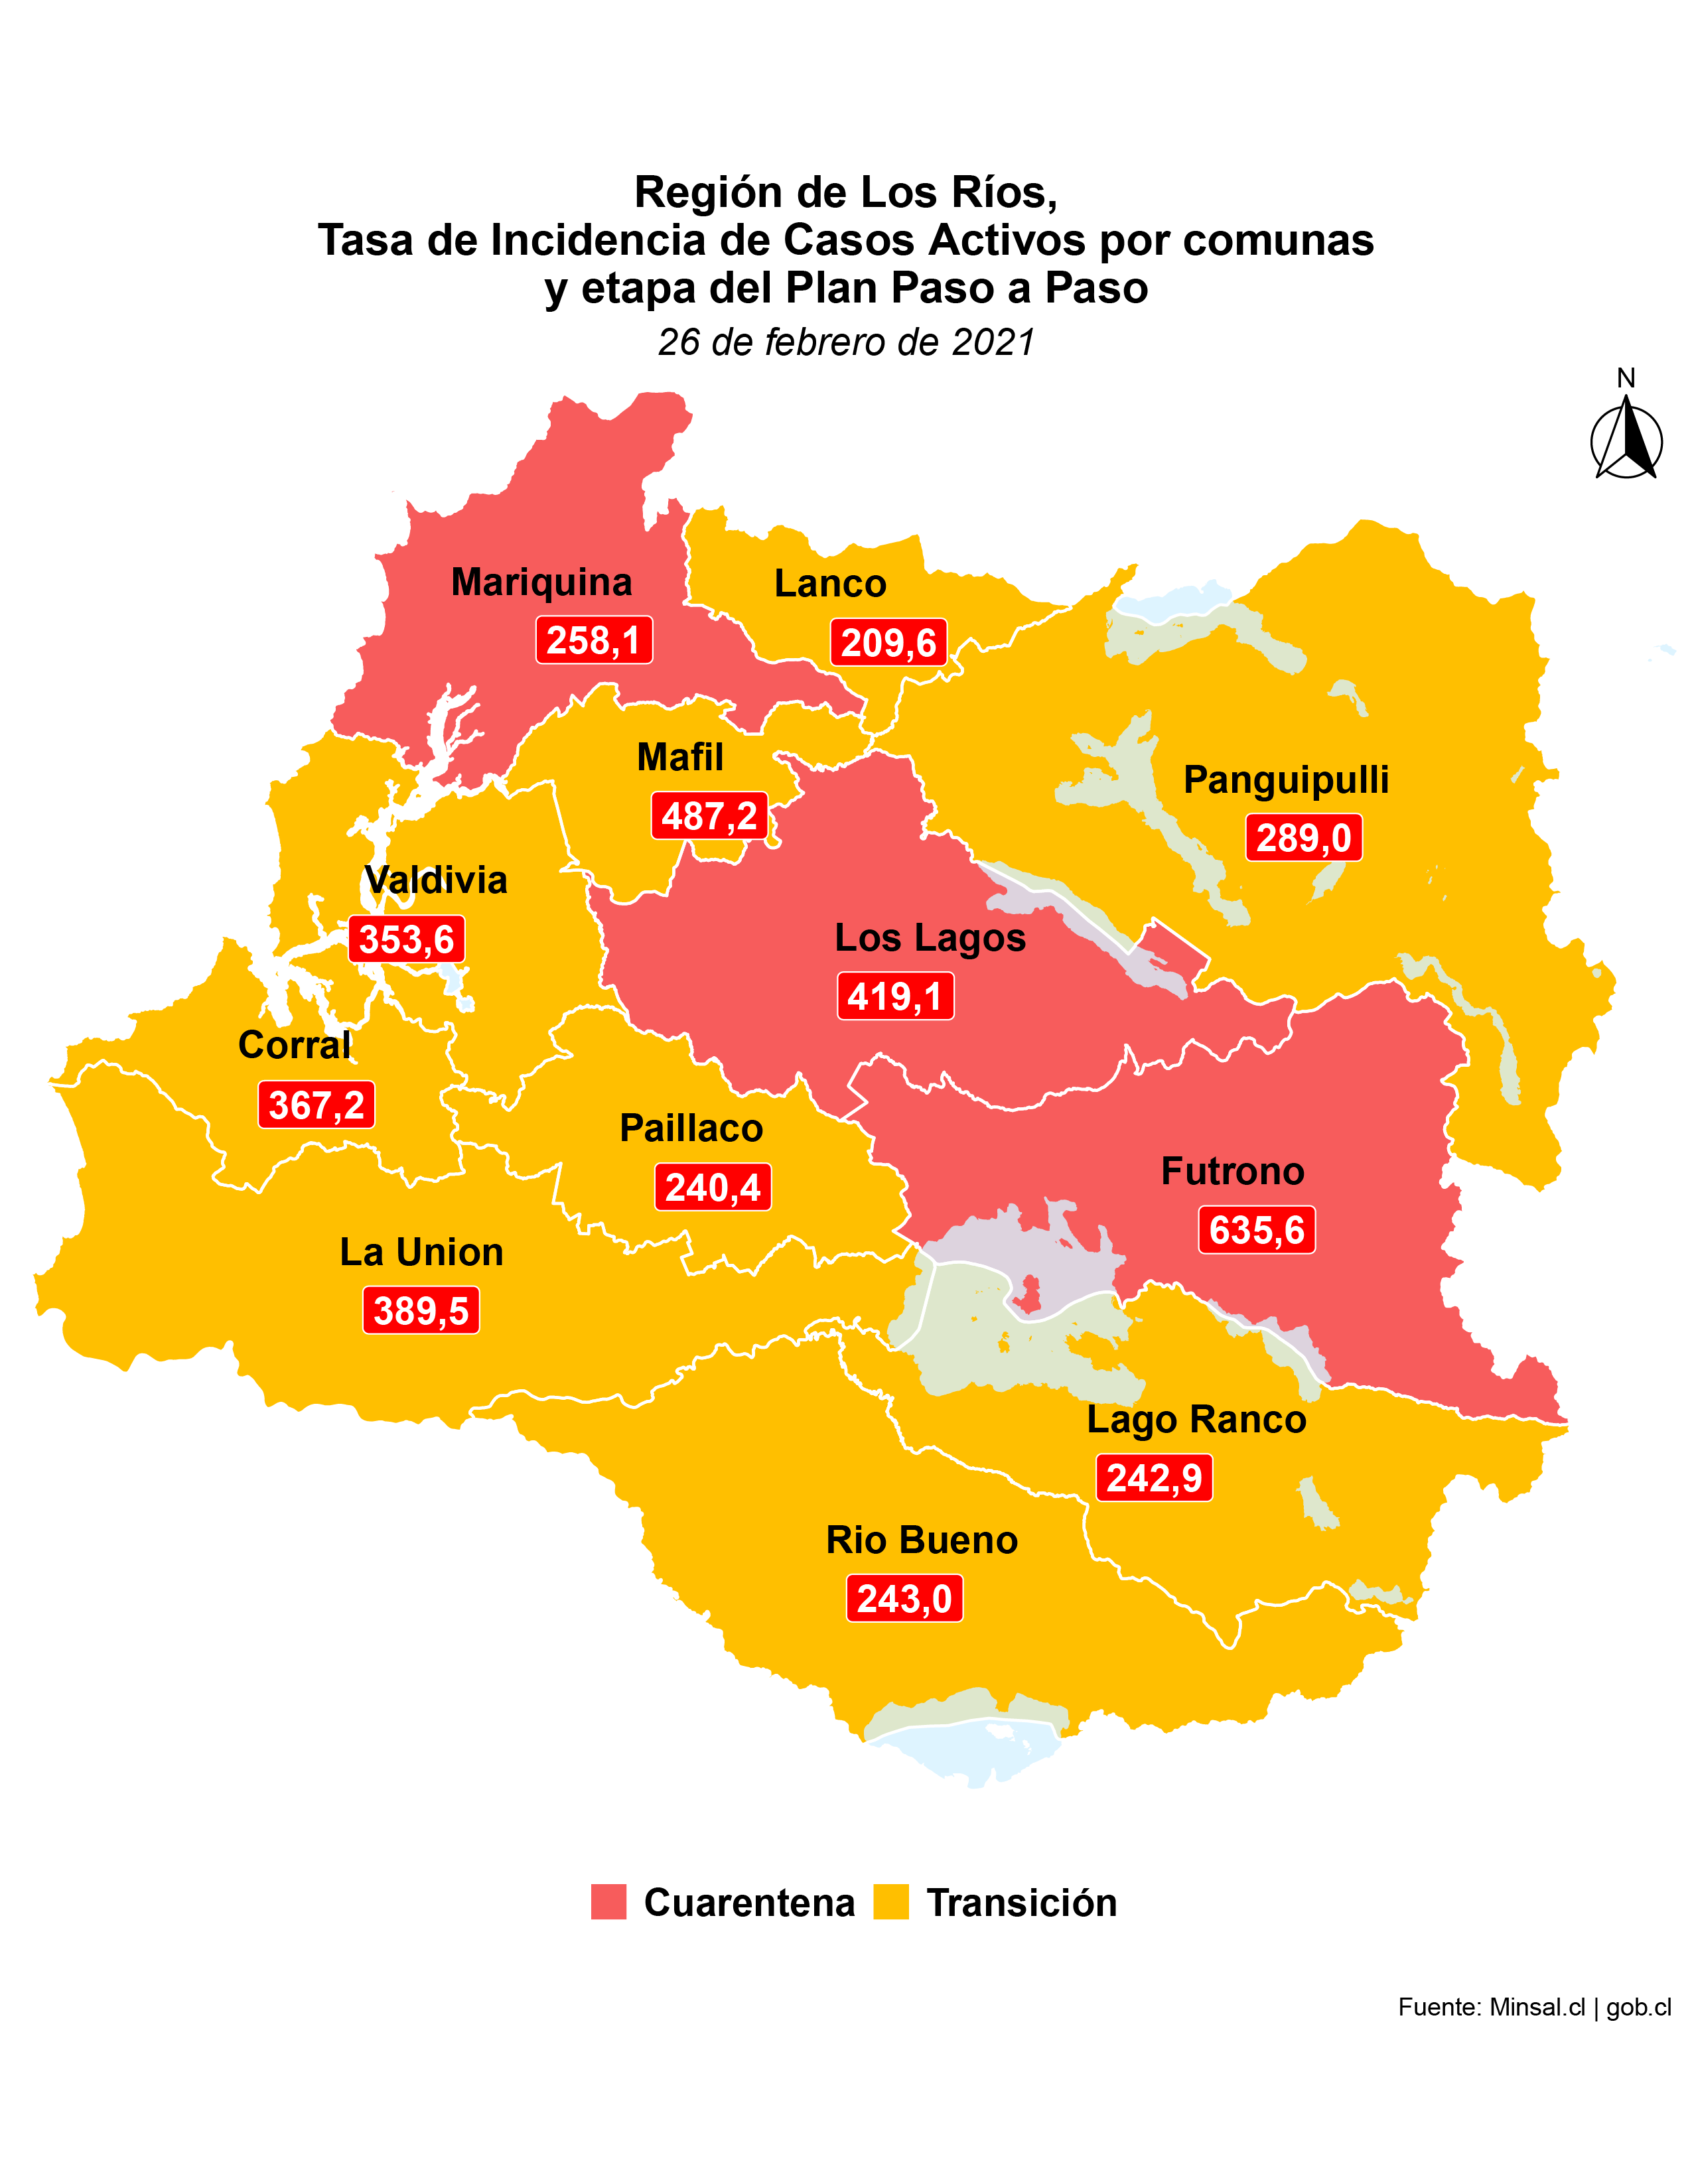 Región de Los Ríos,
Tasa de Incidencia de Casos Activos por comunas
y etapa del Plan Paso a Paso
26 de febrero de 2021
N
Mariquina
258,1
Lanco
209,6
Mafil
487,2
Panguipulli
289,0
Valdivia
353,6
Los Lagos
419,1
Corral
367,2
Paillaco
240,4
Futrono
635,6
La Union
389,5
Lago Ranco
242,9
Rio Bueno
243,0
Cuarentena
Transición
Fuente: Minsal.cl | gob.cl